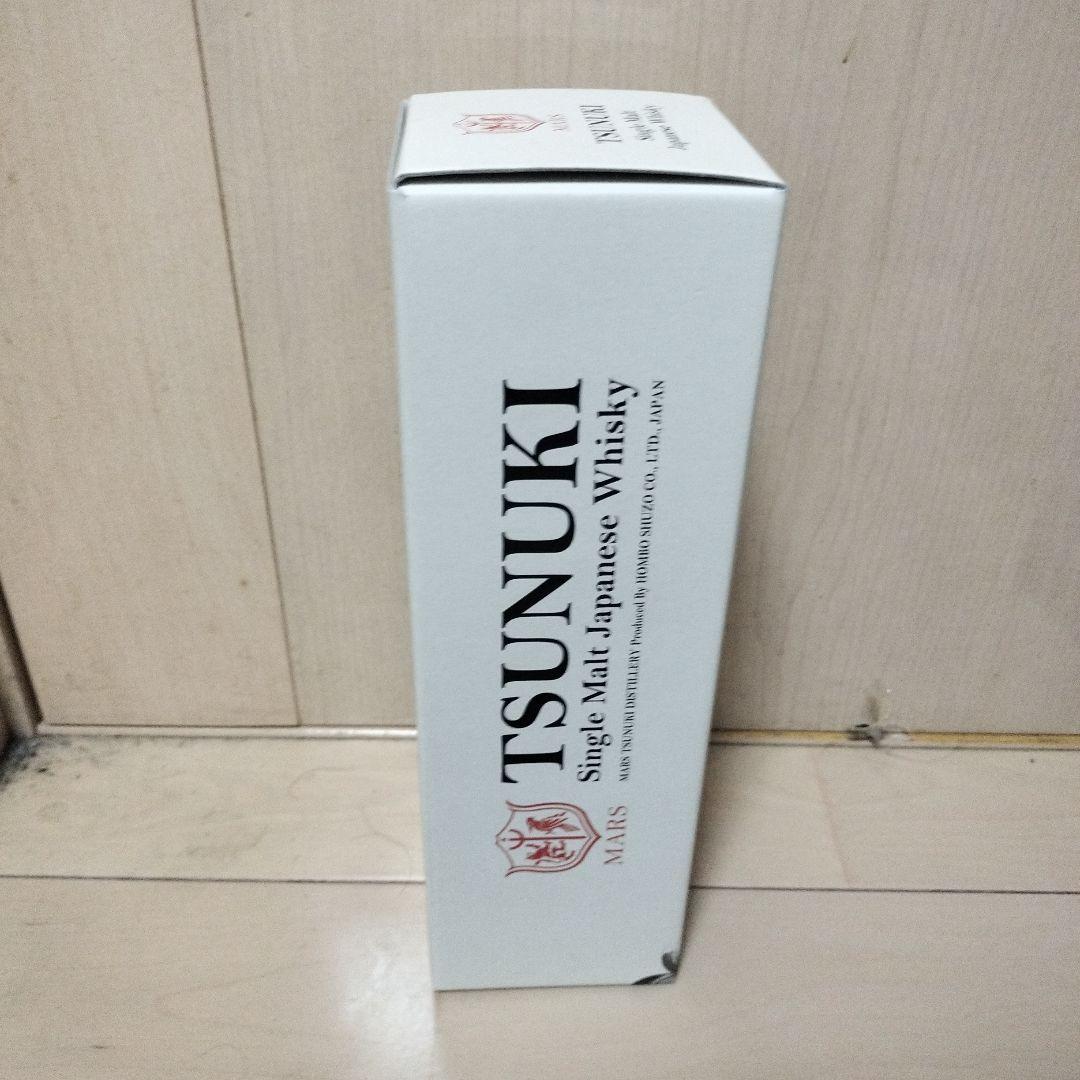 MARS
TSUNUKI
Single Malt
Japanese Whisky
TSUNUKI
Single Malt Japanese Whisky
MARS TSUNUKI DISTILLERY Produced By HOMBO SHUZO CO., LTD., JAPAN
MARS